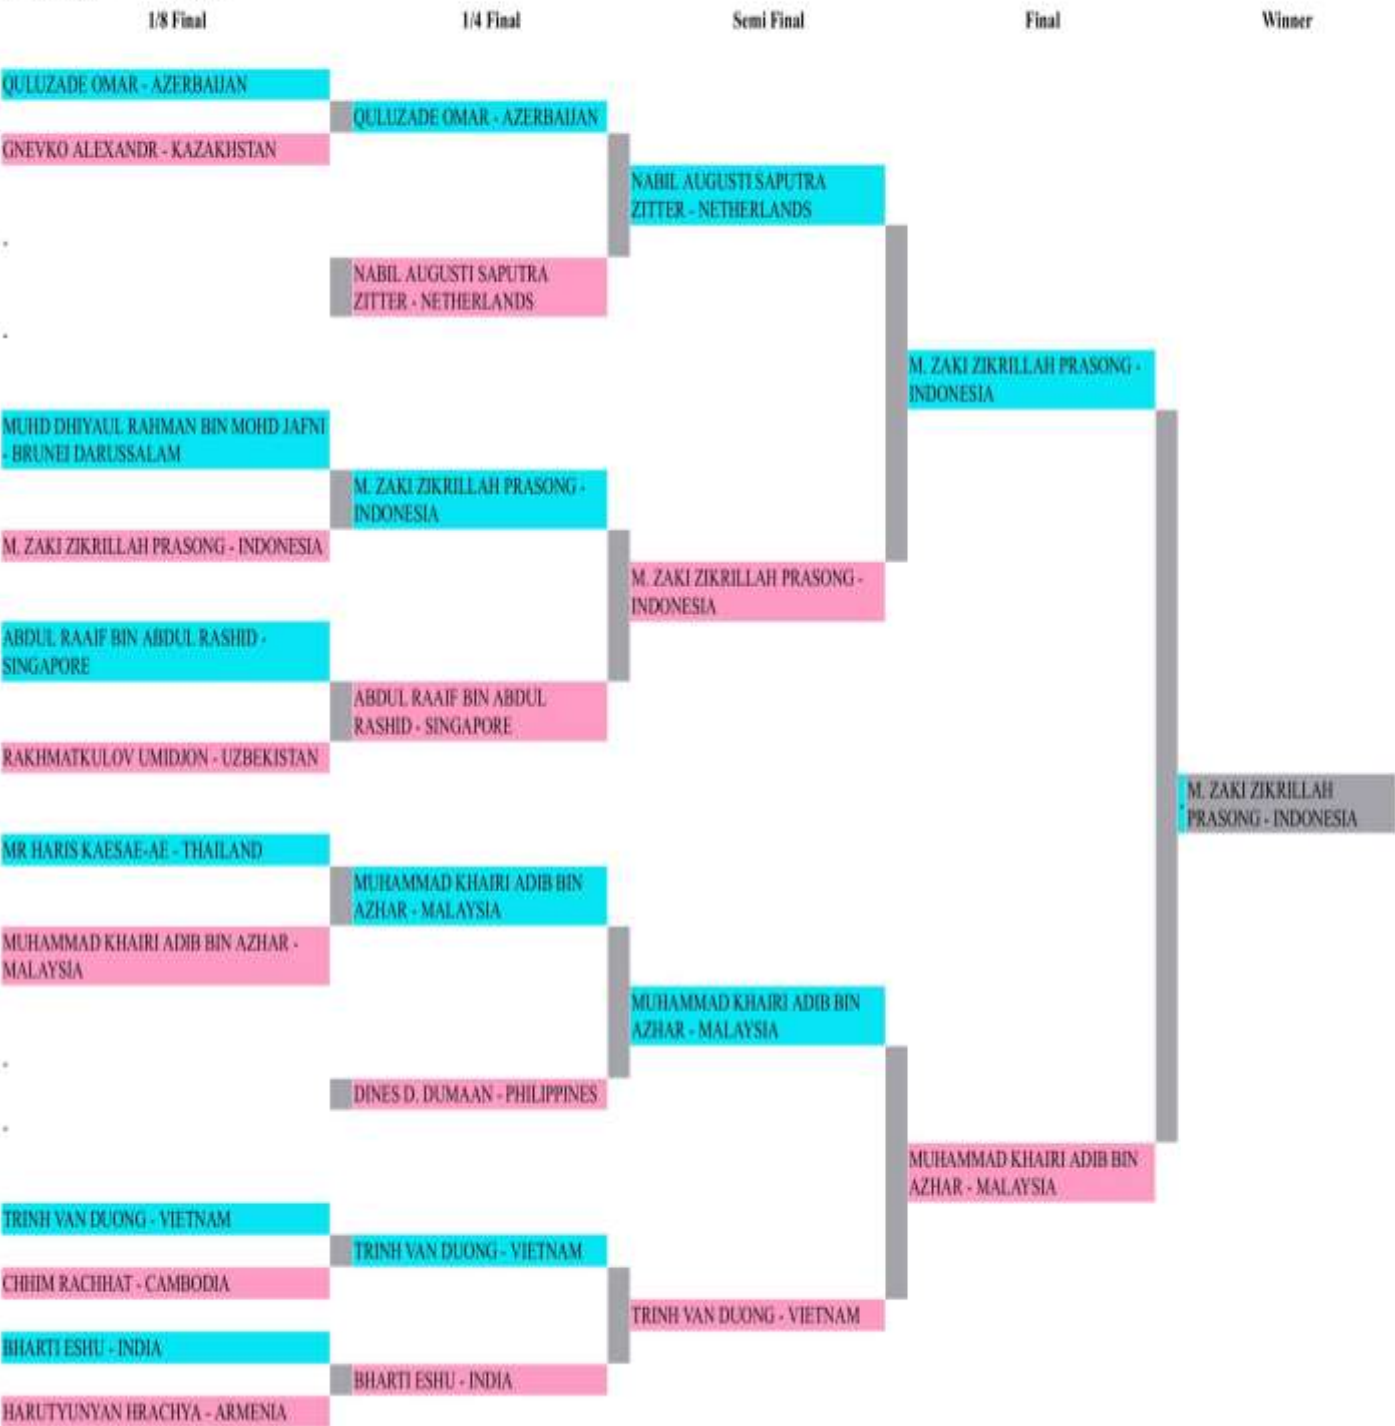 1/8 Final
1/4 Final
Semi Final
Final
Winner
QULUZADE OMAR - AZERBAIJAN
GNEVKO ALEXANDR - KAZAKHSTAN
-
-
MUHD DHIYAUL RAHMAN BIN MOHD JAFNI
- BRUNEI DARUSSALAM
M. ZAKI ZIKRILLAH PRASONG - INDONESIA
ABDUL RAAIF BIN ABDUL RASHID -
SINGAPORE
RAKHMATKULOV UMIDJON - UZBEKISTAN
MR HARIS KAESAE-AE - THAILAND
MUHAMMAD KHAIRI ADIB BIN AZHAR -
MALAYSIA
-
-
TRINH VAN DUONG - VIETNAM
CHHIM RACHHAT - CAMBODIA
BHARTI ESHU - INDIA
HARUTYUNYAN HRACHYA - ARMENIA
QULUZADE OMAR - AZERBAIJAN
NABIL AUGUSTI SAPUTRA
ZITTER - NETHERLANDS
M. ZAKI ZIKRILLAH PRASONG -
INDONESIA
ABDUL RAAIF BIN ABDUL
RASHID - SINGAPORE
MUHAMMAD KHAIRI ADIB BIN
AZHAR - MALAYSIA
DINES D. DUMAAN - PHILIPPINES
TRINH VAN DUONG - VIETNAM
BHARTI ESHU - INDIA
NABIL AUGUSTI SAPUTRA
ZITTER - NETHERLANDS
M. ZAKI ZIKRILLAH PRASONG -
INDONESIA
MUHAMMAD KHAIRI ADIB BIN
AZHAR - MALAYSIA
TRINH VAN DUONG - VIETNAM
M. ZAKI ZIKRILLAH PRASONG -
INDONESIA
MUHAMMAD KHAIRI ADIB BIN
AZHAR - MALAYSIA
M. ZAKI ZIKRILLAH
PRASONG - INDONESIA